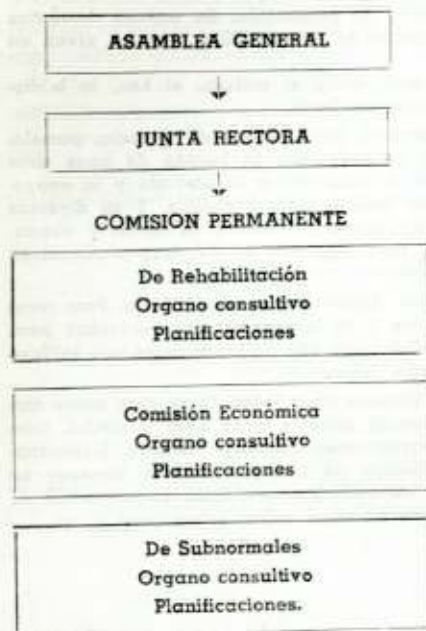 ASAMBLEA GENERAL
JUNTA RECTORA
COMISION PERMANENTE
De Rehabilitación
Organo consultivo
Planificaciones
Comisión Económica
Organo consultivo
Planificaciones
De Subnormales
Organo consultivo
Planificaciones.